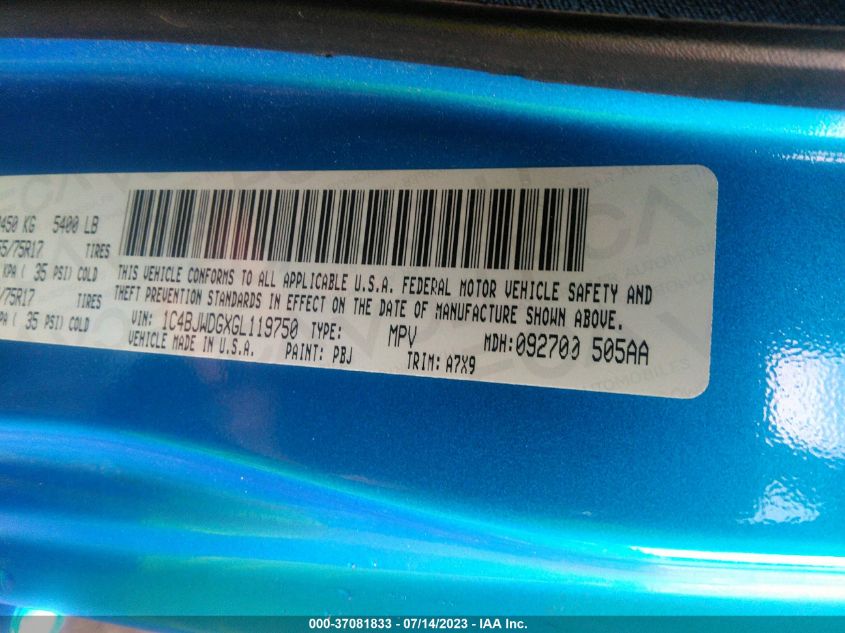 450 KG 5400 LB
/75R17 TIRES
KPA ( 35 PSI) COLD
/75R17 TIRES
KPA ( 35 PSI) COLD
THIS VEHICLE CONFORMS TO ALL APPLICABLE U.S.A. FEDERAL MOTOR VEHICLE SAFETY AND
THEFT PREVENTION STANDARDS IN EFFECT ON THE DATE OF MANUFACTURE SHOWN ABOVE.
VIN: 1C4BJWDGXGL119750 TYPE: MPV MDH:092700 505AA
VEHICLE MADE IN U.S.A. PAINT: PBJ TRIM: A7X9
000-37081833 / 07/14/2023 - IAA Inc.